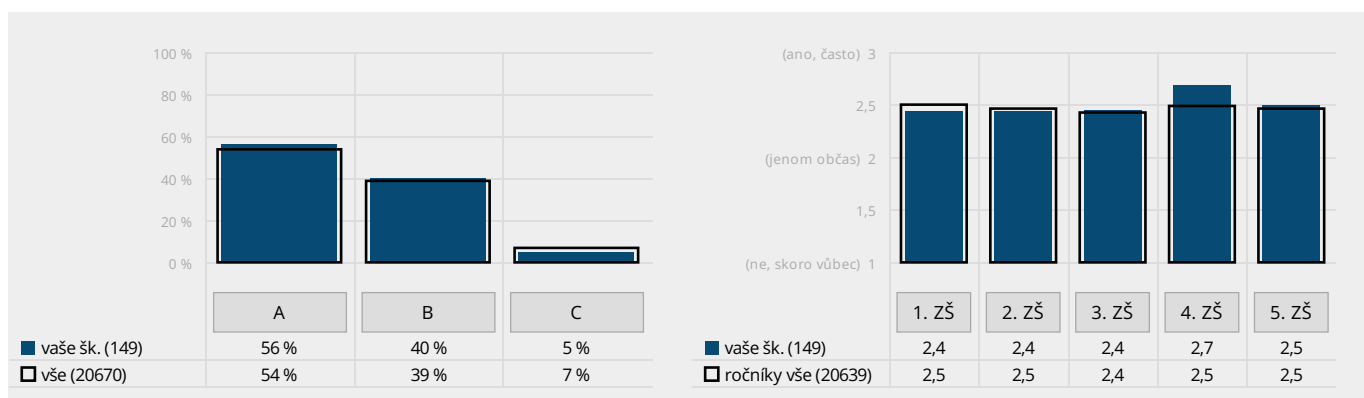 100 %
80 %
60 %
40 %
20 %
0 %
A B C
vaše šk. (149) 56 % 40 % 5 %
vše (20670) 54 % 39 % 7 %
(ano, často) 3
2,5
(jenom občas) 2
1,5
(ne, skoro vůbec) 1
1. ZŠ 2. ZŠ 3. ZŠ 4. ZŠ 5. ZŠ
vaše šk. (149) 2,4 2,4 2,4 2,7 2,5
ročníky vše (20639) 2,5 2,5 2,4 2,5 2,5